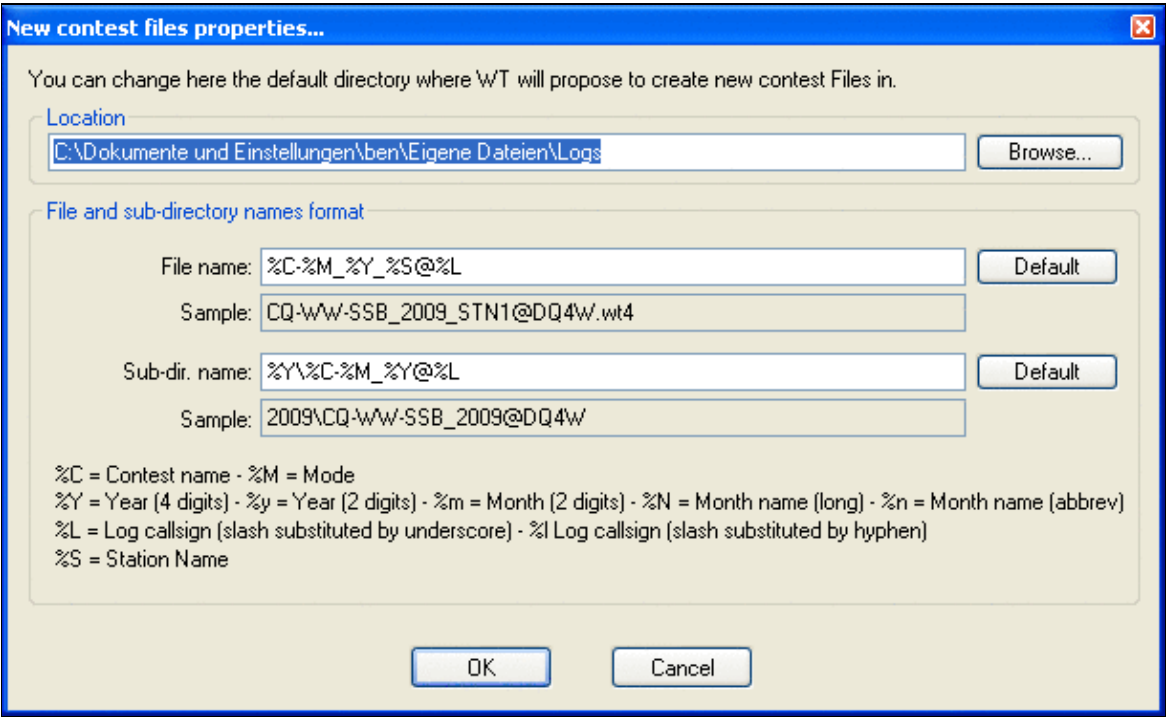 New contest files properties...
You can change here the default directory where WT will propose to create new contest Files in.
Location
C:\Dokumente und Einstellungen\ben\Eigene Dateien\Logs
Browse...
File and sub-directory names format
File name: %C-%M_%Y_%S@%L Default
Sample: CQ-WW-SSB_2009_STN1@DQ4W.wt4
Sub-dir. name: %Y\%C-%M_%Y@%L Default
Sample: 2009\CQ-WW-SSB_2009@DQ4W
%C = Contest name - %M = Mode
%Y = Year (4 digits) - %y = Year (2 digits) - %m = Month (2 digits) - %N = Month name (long) - %n = Month name (abbrev)
%L = Log callsign (slash substituted by underscore) - %l Log callsign (slash substituted by hyphen)
%S = Station Name
OK Cancel